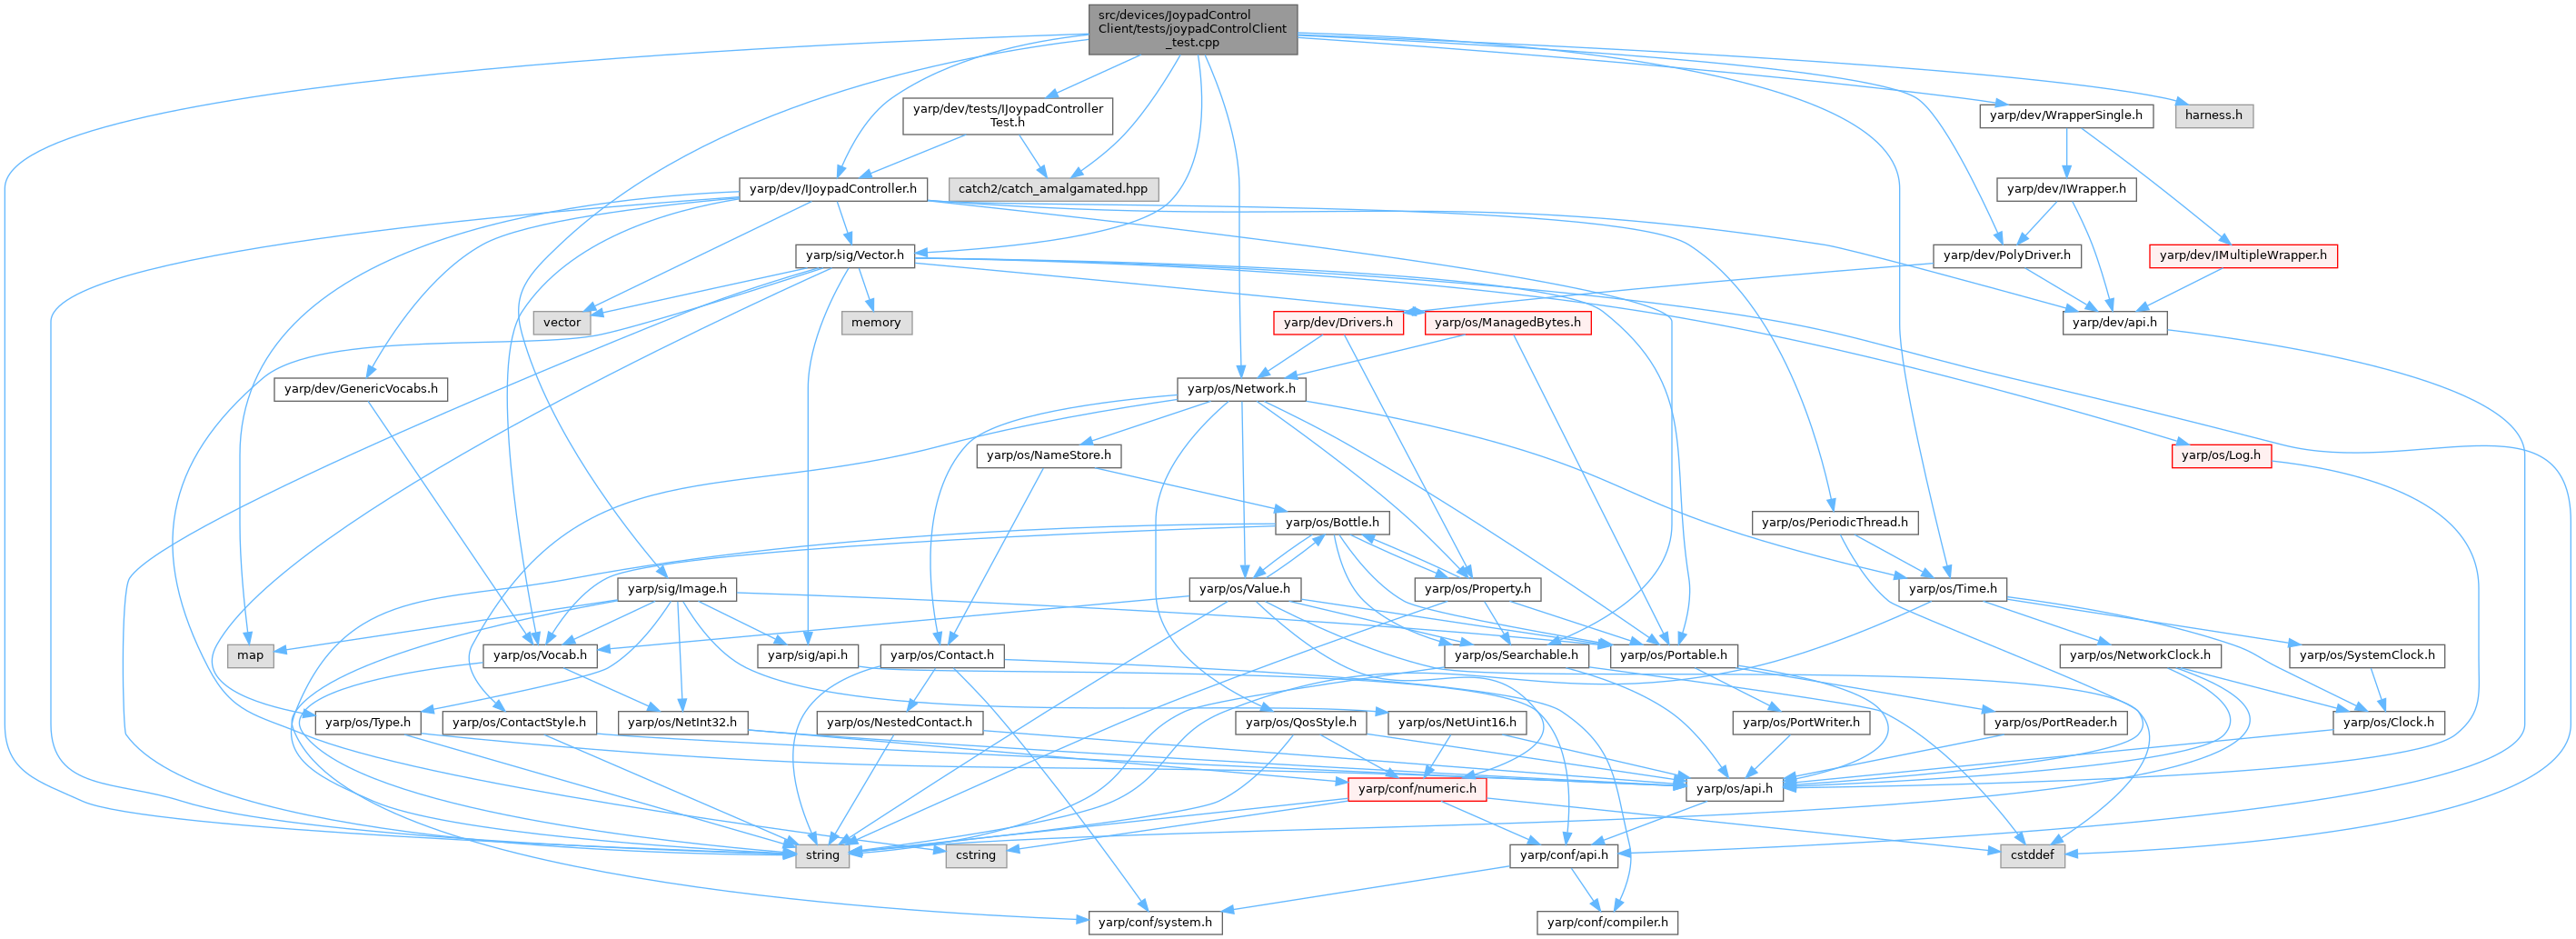 src/devices/JoypadControl
Client/tests/joypadControlClient
_test.cpp
yarp/dev/tests/IJoypadController
Test.h
yarp/dev/WrapperSingle.h
harness.h
yarp/dev/IJoypadController.h
catch2/catch_amalgamated.hpp
yarp/dev/IWrapper.h
yarp/sig/Vector.h
yarp/dev/PolyDriver.h
yarp/dev/IMultipleWrapper.h
vector
memory
yarp/dev/Drivers.h
yarp/os/ManagedBytes.h
yarp/dev/api.h
yarp/dev/GenericVocabs.h
yarp/os/Network.h
yarp/os/NameStore.h
yarp/os/Log.h
yarp/os/Bottle.h
yarp/os/PeriodicThread.h
yarp/sig/Image.h
yarp/os/Value.h
yarp/os/Property.h
yarp/os/Time.h
map
yarp/os/Vocab.h
yarp/sig/api.h
yarp/os/Contact.h
yarp/os/Searchable.h
yarp/os/Portable.h
yarp/os/NetworkClock.h
yarp/os/SystemClock.h
yarp/os/Type.h
yarp/os/ContactStyle.h
yarp/os/NetInt32.h
yarp/os/NestedContact.h
yarp/os/QosStyle.h
yarp/os/NetUint16.h
yarp/os/PortWriter.h
yarp/os/PortReader.h
yarp/os/Clock.h
yarp/conf/numeric.h
yarp/os/api.h
string
cstring
yarp/conf/api.h
cstddef
yarp/conf/system.h
yarp/conf/compiler.h